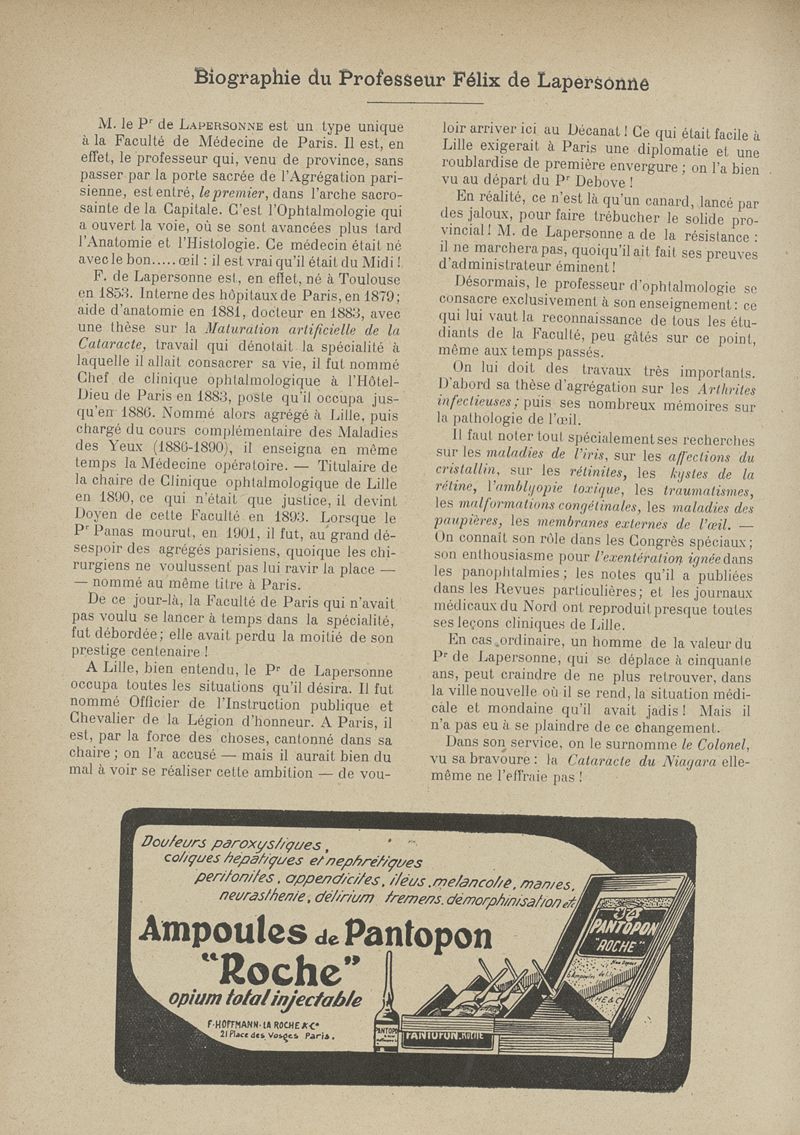 Biographie du Professeur Félix de Lapersonne
M. le Pr de LAPERSONNE est un type unique
à la Faculté de Médecine de Paris. Il est, en
effet, le professeur qui, venu de province, sans
passer par la porte sacrée de l'Agrégation pari-
sienne, est entré, le premier, dans l'arche sacro-
sainte de la Capitale. C'est l'Ophtalmologie qui
a ouvert la voie, où se sont avancées plus tard
l'Anatomie et l'Histologie. Ce médecin était né
avec le bon..... œil : il est vrai qu'il était du Midi !
F. de Lapersonne est, en effet, né à Toulouse
en 1853. Interne des hôpitaux de Paris, en 1879 ;
aide d'anatomie en 1881, docteur en 1883, avec
une thèse sur la Maturation artificielle de la
Cataracte, travail qui dénotait la spécialité à
laquelle il allait consacrer sa vie, il fut nommé
Chef de clinique ophtalmologique à l'Hôtel-
Dieu de Paris en 1883, poste qu'il occupa jus-
qu'en 1886. Nommé alors agrégé à Lille, puis
chargé du cours complémentaire des Maladies
des Yeux (1886-1890), il enseigna en même
temps la Médecine opératoire. — Titulaire de
la chaire de Clinique ophtalmologique de Lille
en 1890, ce qui n'était que justice, il devint
Doyen de cette Faculté en 1893. Lorsque le
Pr Panas mourut, en 1901, il fut, au grand dé-
sespoir des agrégés parisiens, quoique les chi-
rurgiens ne voulussent pas lui ravir la place —
— nommé au même titre à Paris.
De ce jour-là, la Faculté de Paris qui n'avait
pas voulu se lancer à temps dans la spécialité,
fut débordée ; elle avait perdu la moitié de son
prestige centenaire !
A Lille, bien entendu, le Pr de Lapersonne
occupa toutes les situations qu'il désira. Il fut
nommé Officier de l'Instruction publique et
Chevalier de la Légion d'honneur. A Paris, il
est, par la force des choses, cantonné dans sa
chaire ; on l'a accusé — mais il aurait bien du
mal à voir se réaliser cette ambition — de vou-
loir arriver ici au Décanat ! Ce qui était facile à
Lille exigerait à Paris une diplomatie et une
roublardise de première envergure ; on l'a bien
vu au départ du Pr Debove !
En réalité, ce n'est là qu'un canard, lancé par
des jaloux, pour faire trébucher le solide pro-
vincial ! M. de Lapersonne a de la résistance :
il ne marchera pas, quoiqu'il ait fait ses preuves
d'administrateur éminent !
Désormais, le professeur d'ophtalmologie se
consacre exclusivement à son enseignement : ce
qui lui vaut la reconnaissance de tous les étu-
diants de la Faculté, peu gâtés sur ce point,
même aux temps passés.
On lui doit des travaux très importants.
D'abord sa thèse d'agrégation sur les Arthrites
infectieuses ; puis ses nombreux mémoires sur
la pathologie de l'œil.
Il faut noter tout spécialement ses recherches
sur les maladies de l'iris, sur les affections du
cristallin, sur les rétinites, les kystes de la
rétine, l'amblyopie toxique, les traumatismes,
les malformations congétinales, les maladies des
paupières, les membranes externes de l'œil. —
On connaît son rôle dans les Congrès spéciaux ;
son enthousiasme pour l'exentération ignée dans
les panophtalmies ; les notes qu'il a publiées
dans les Revues particulières ; et les journaux
médicaux du Nord ont reproduit presque toutes
ses leçons cliniques de Lille.
En cas ordinaire, un homme de la valeur du
Pr de Lapersonne, qui se déplace à cinquante
ans, peut craindre de ne plus retrouver, dans
la ville nouvelle où il se rend, la situation médi-
cale et mondaine qu'il avait jadis ! Mais il
n'a pas eu à se plaindre de ce changement.
Dans son service, on le surnomme le Colonel,
vu sa bravoure : la Cataracte du Niagara elle-
même ne l'effraie pas !
Douleurs paroxystiques,
coliques hépatiques et néphrétiques
péritonites, appendicites, iléus, mélancolie, manies,
neurasthénie, délirium tremens, démorphinisation etc
Ampoules de Pantopon
"Roche"
opium total injectable
F. HOFFMANN-LA ROCHE & Co
21 Place des Vosges Paris.
PANTOPON
"ROCHE"
PANTOPON
PANTOPON ROCHE